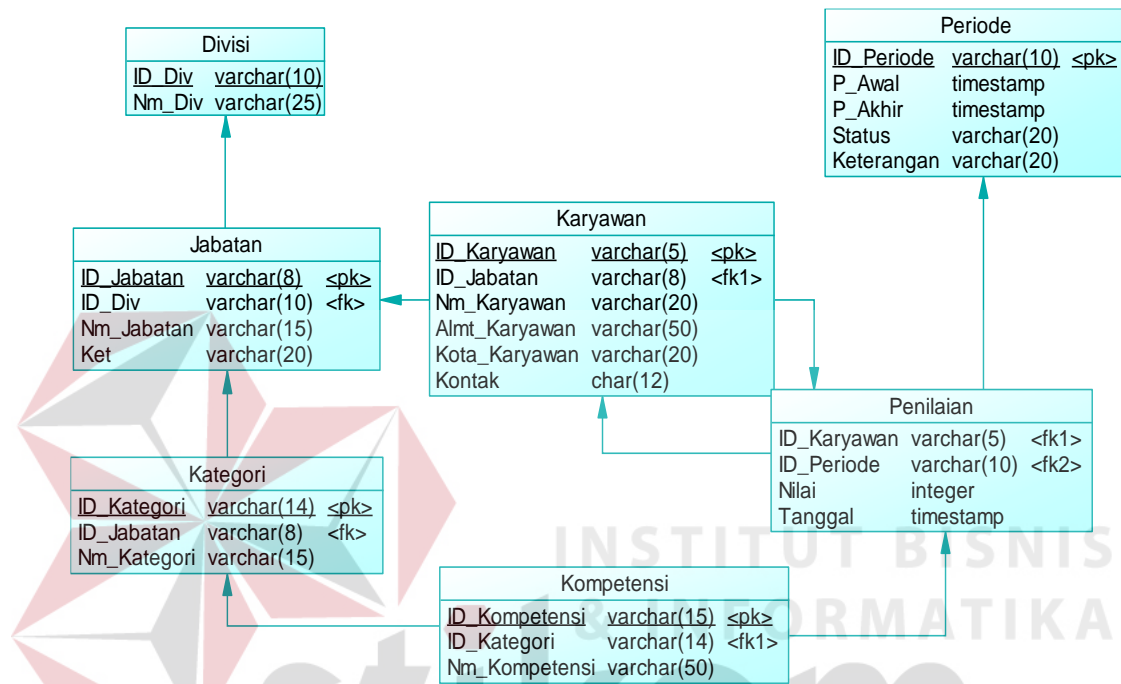 Divisi
ID_Div varchar(10)
Nm_Div varchar(25)
Periode
ID_Periode varchar(10) <pk>
P_Awal timestamp
P_Akhir timestamp
Status varchar(20)
Keterangan varchar(20)
Jabatan
ID_Jabatan varchar(8) <pk>
ID_Div varchar(10) <fk>
Nm_Jabatan varchar(15)
Ket varchar(20)
Karyawan
ID_Karyawan varchar(5) <pk>
ID_Jabatan varchar(8) <fk1>
Nm_Karyawan varchar(20)
Almt_Karyawan varchar(50)
Kota_Karyawan varchar(20)
Kontak char(12)
Penilaian
ID_Karyawan varchar(5) <fk1>
ID_Periode varchar(10) <fk2>
Nilai integer
Tanggal timestamp
Kategori
ID_Kategori varchar(14) <pk>
ID_Jabatan varchar(8) <fk>
Nm_Kategori varchar(15)
Kompetensi
ID_Kompetensi varchar(15) <pk>
ID_Kategori varchar(14) <fk1>
Nm_Kompetensi varchar(50)
INSTITUT BISNIS
& INFORMATIKA